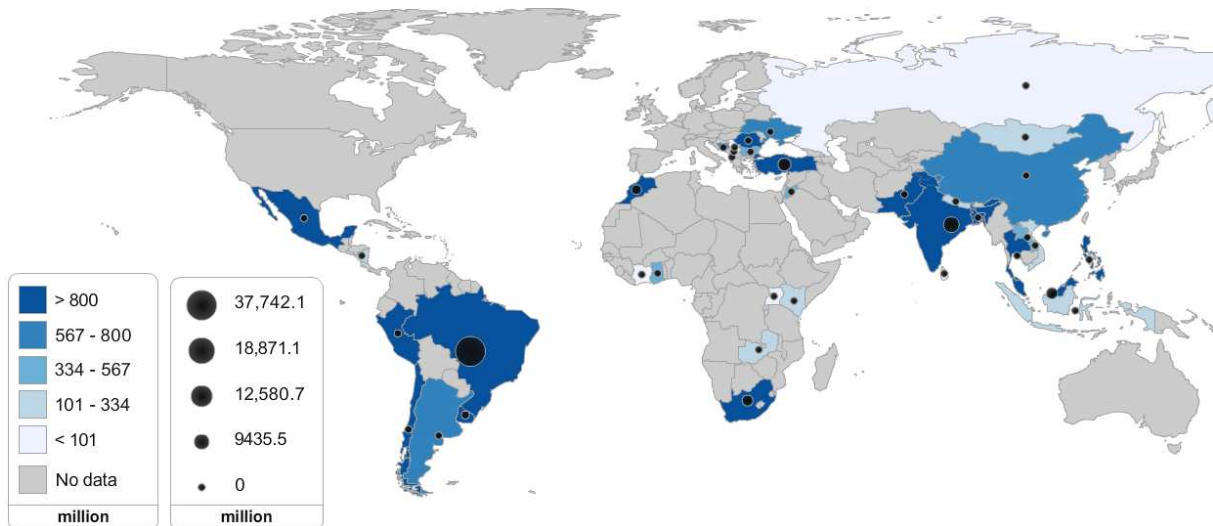 > 800
567 - 800
334 - 567
101 - 334
< 101
No data
million
37,742.1
18,871.1
12,580.7
9435.5
0
million